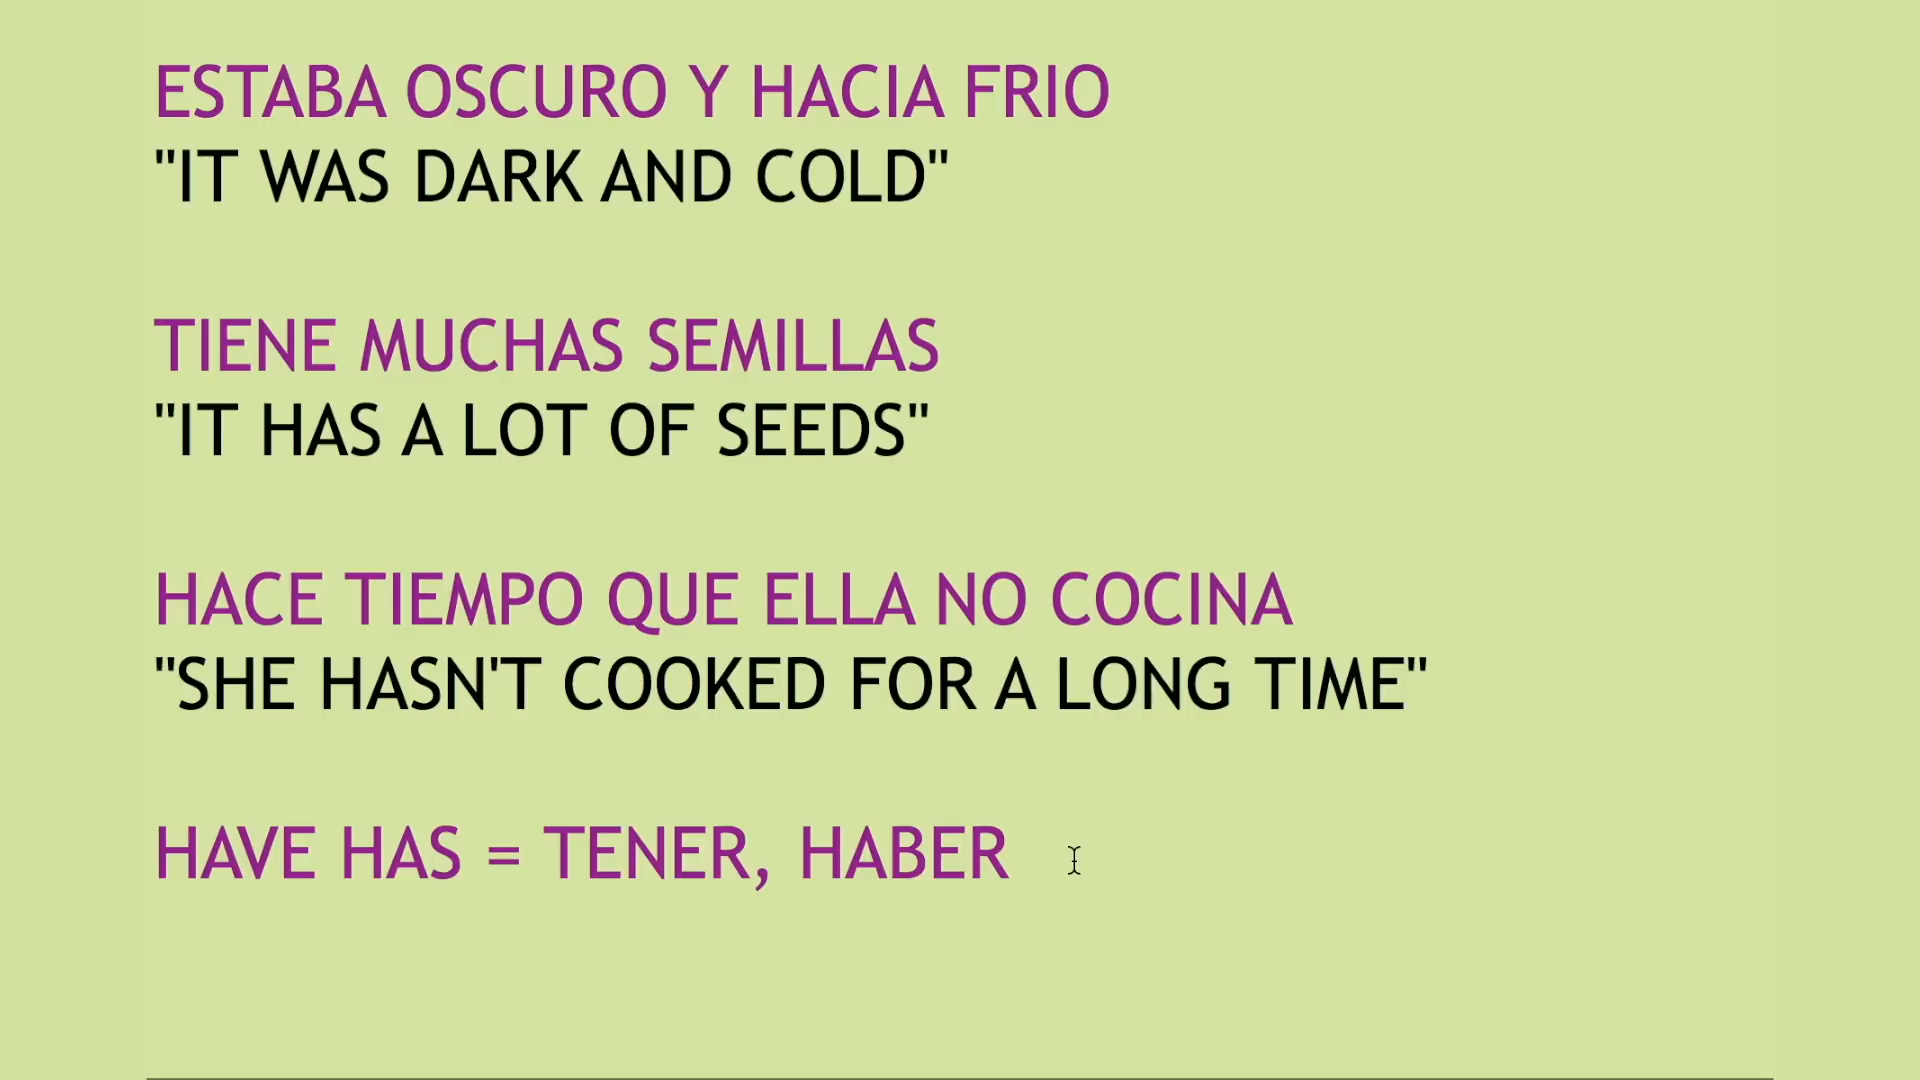 ESTABA OSCURO Y HACIA FRIO
"IT WAS DARK AND COLD"
TIENE MUCHAS SEMILLAS
"IT HAS A LOT OF SEEDS"
HACE TIEMPO QUE ELLA NO COCINA
"SHE HASN'T COOKED FOR A LONG TIME"
HAVE HAS = TENER, HABER